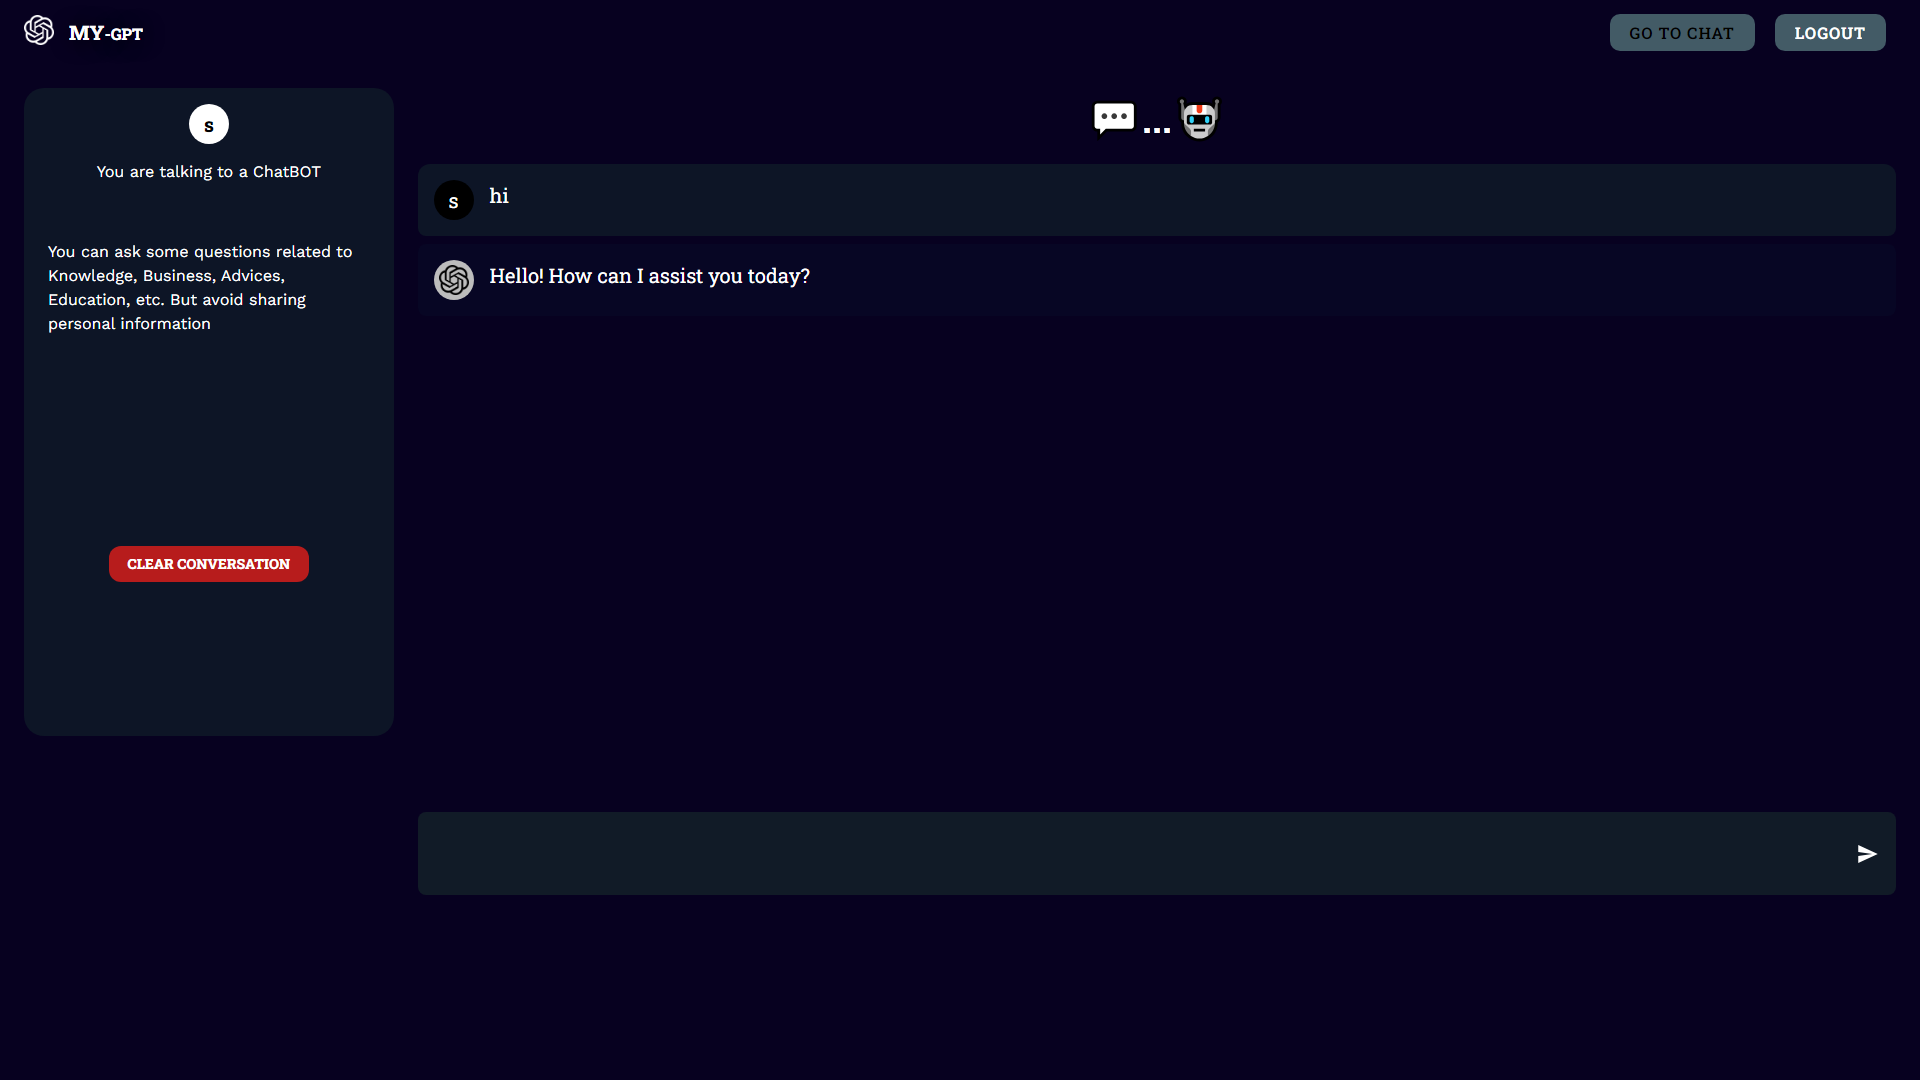 MY-GPT
GO TO CHAT
LOGOUT
s
You are talking to a ChatBOT
You can ask some questions related to
Knowledge, Business, Advices,
Education, etc. But avoid sharing
personal information
CLEAR CONVERSATION
...
s
hi
Hello! How can I assist you today?